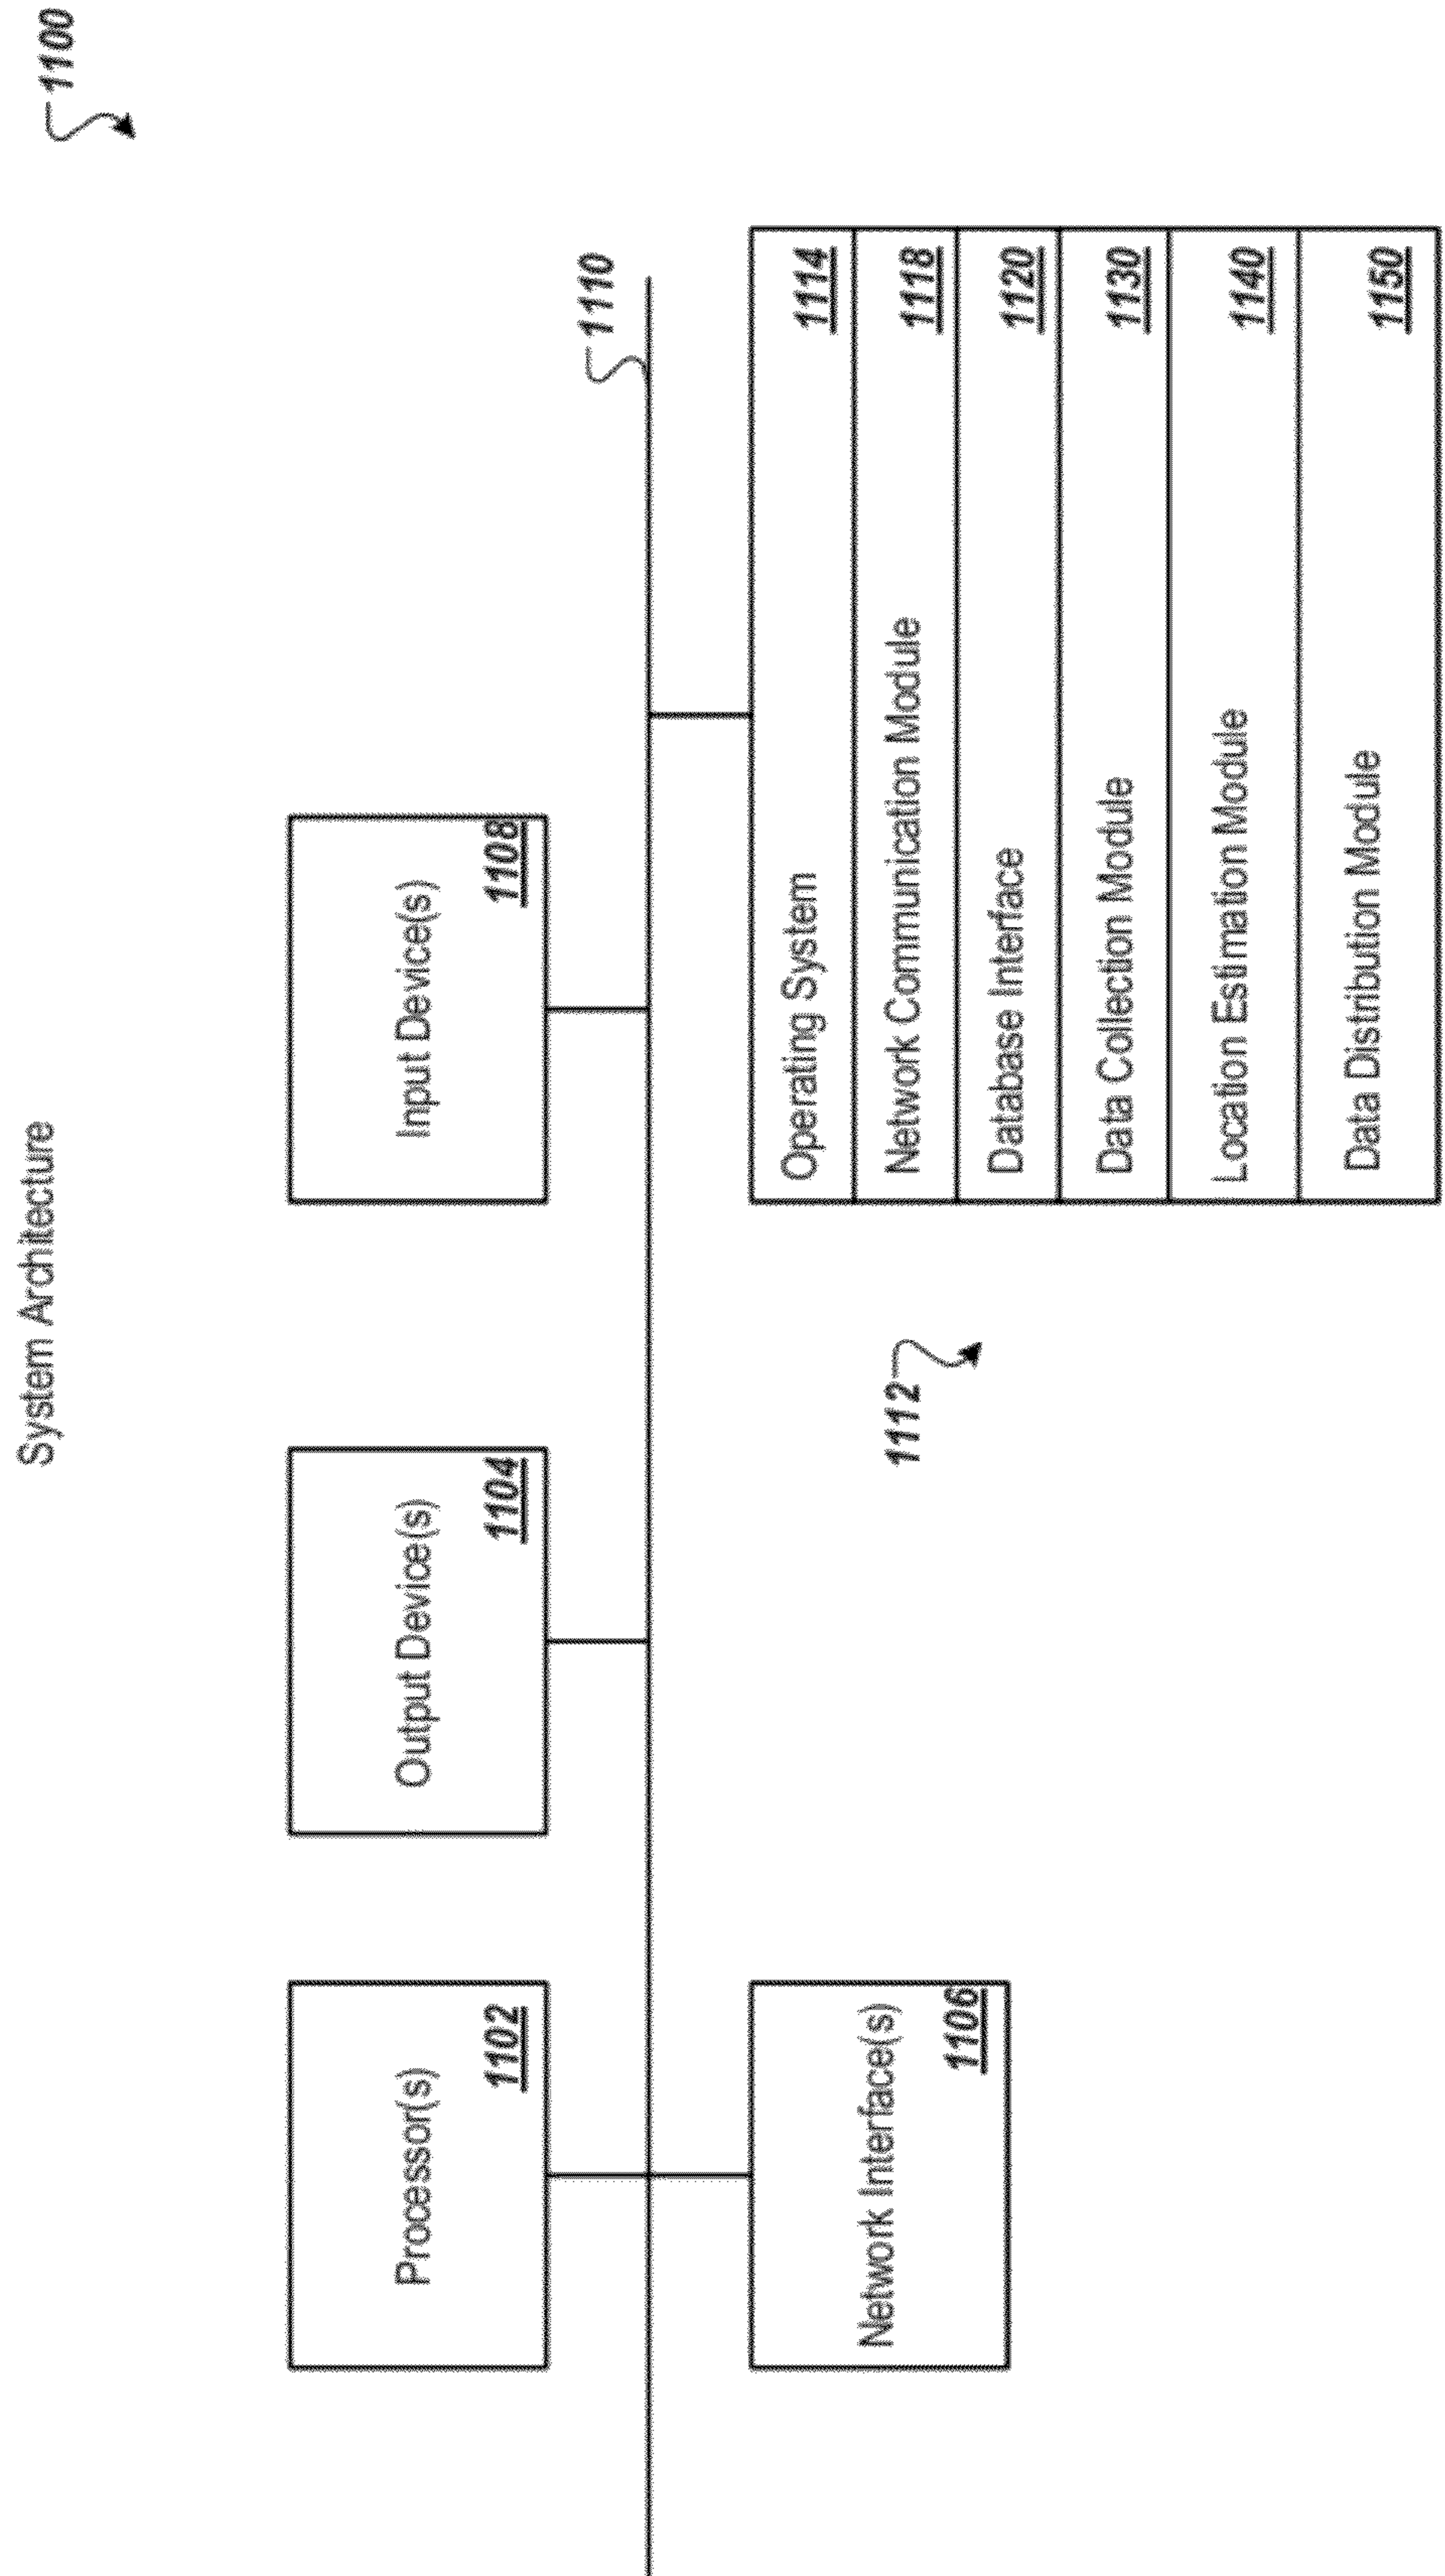 System Architecture
1100
Processor(s)
1102
Output Device(s)
1104
Input Device(s)
1108
1110
Network Interface(s)
1106
1112
Operating System 1114
Network Communication Module 1118
Database Interface 1120
Data Collection Module 1130
Location Estimation Module 1140
Data Distribution Module 1150